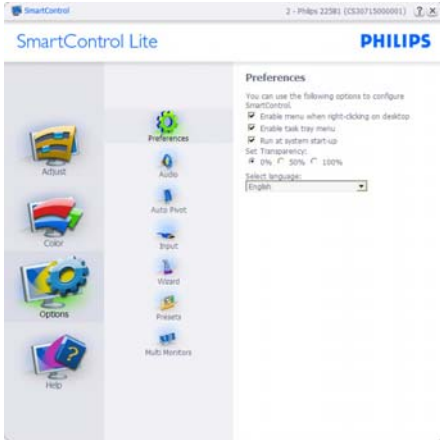 SmartControl
2 - Philips 225B1 (CS30715000001)
SmartControl Lite
PHILIPS
Adjust
Color
Options
Help
Preferences
Audio
Auto Pivot
Input
Wizard
Presets
Multi Monitors
Preferences
You can use the following options to configure
SmartControl.
Enable menu when right-clicking on desktop
Enable task tray menu
Run at system start-up
Set Transparency:
0% 50% 100%
Select language:
English